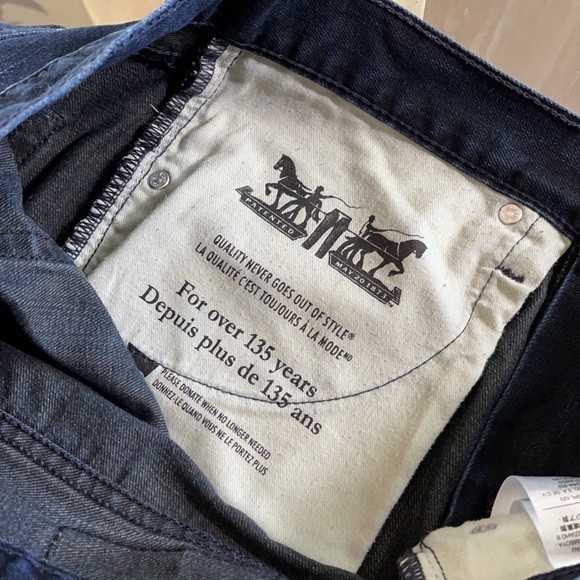 PATENTED
MAY 20 1873
QUALITY NEVER GOES OUT OF STYLE®
LA QUALITÉ C'EST TOUJOURS À LA MODE MD
For over 135 years
Depuis plus de 135 ans
PLEASE DONATE WHEN NO LONGER NEEDED
DONNEZ-LE QUAND VOUS NE LE PORTEZ PLUS